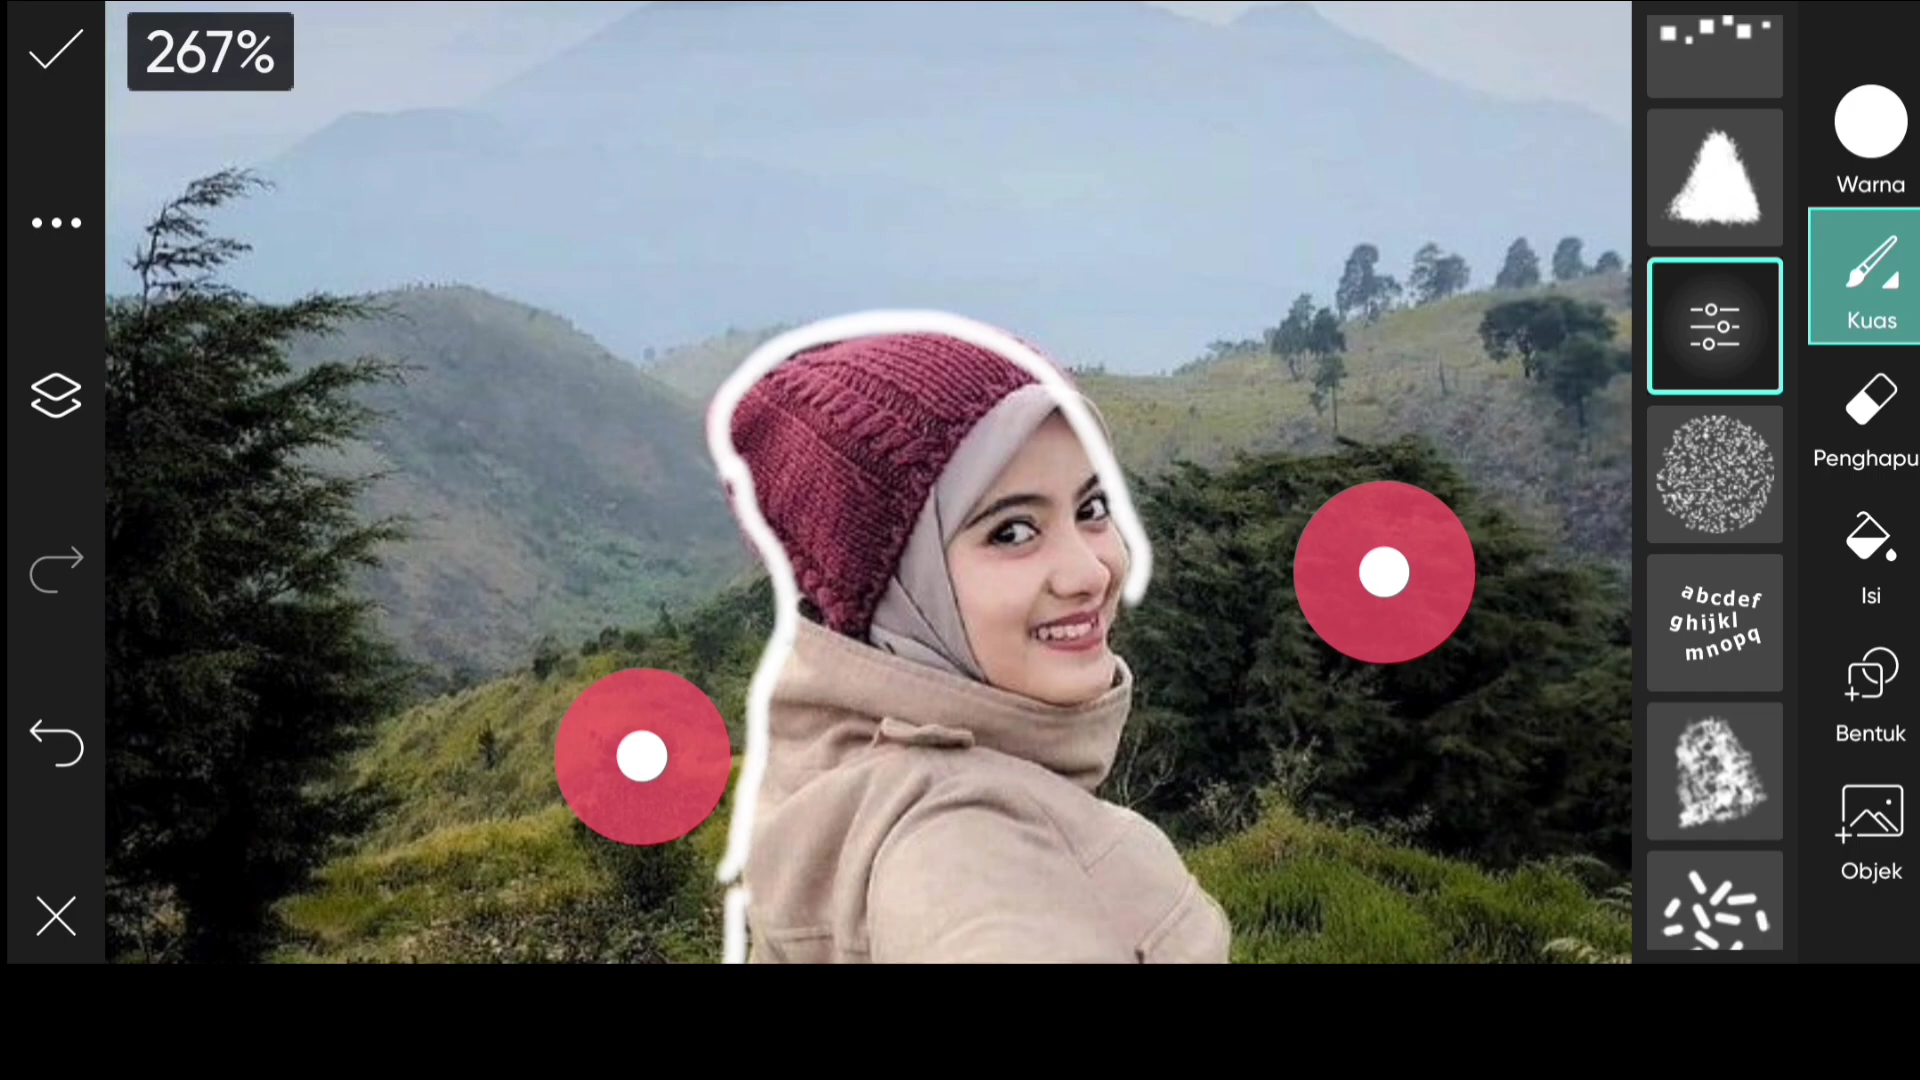 267%
abcdef
ghijkl
mnopq
Warna
Kuas
Penghapu
Isi
Bentuk
Objek